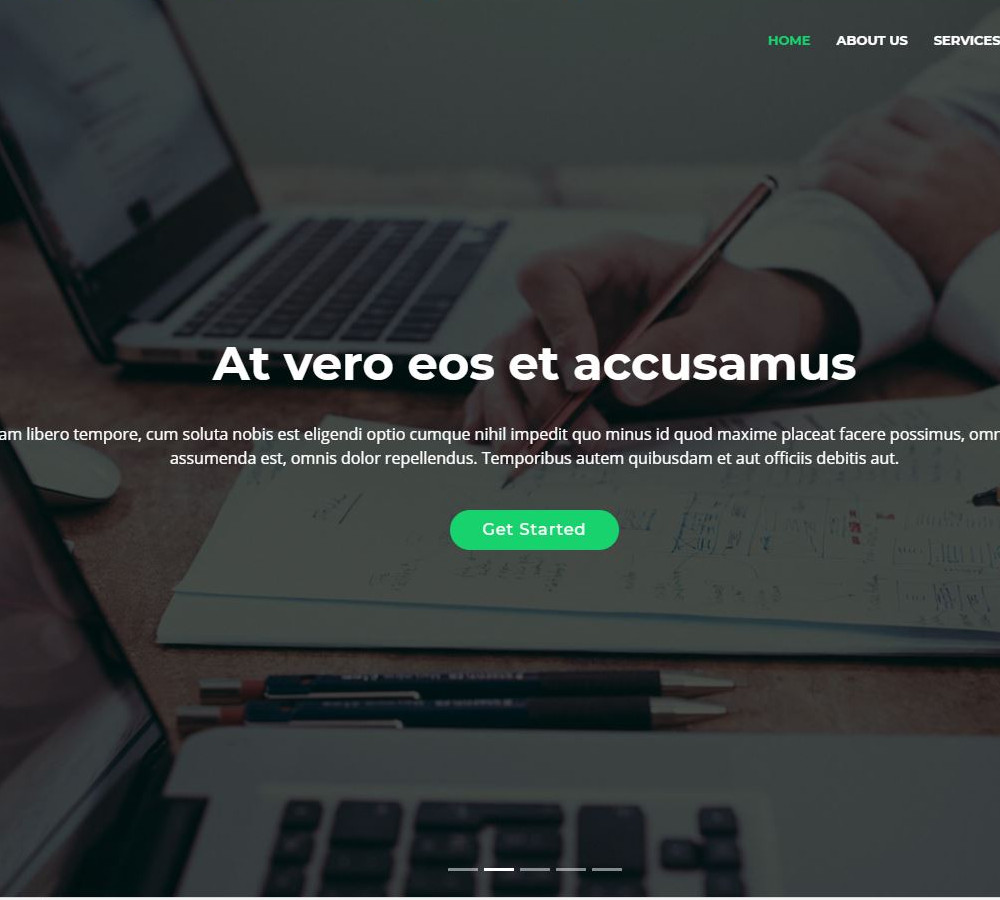 HOME ABOUT US SERVICES
At vero eos et accusamus
am libero tempore, cum soluta nobis est eligendi optio cumque nihil impedit quo minus id quod maxime placeat facere possimus, omn
assumenda est, omnis dolor repellendus. Temporibus autem quibusdam et aut officiis debitis aut.
Get Started